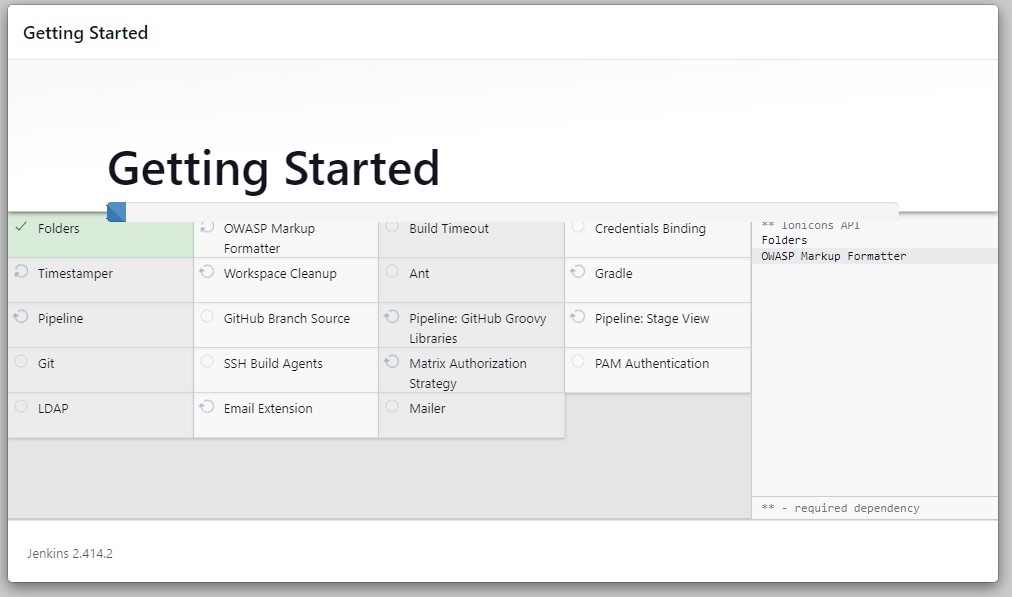 Getting Started
Getting Started
Folders
OWASP Markup
Formatter
Build Timeout
Credentials Binding
Timestamper
Workspace Cleanup
Ant
Gradle
Pipeline
GitHub Branch Source
Pipeline: GitHub Groovy
Libraries
Pipeline: Stage View
Git
SSH Build Agents
Matrix Authorization
Strategy
PAM Authentication
LDAP
Email Extension
Mailer
** Ionicons API
Folders
OWASP Markup Formatter
** - required dependency
Jenkins 2.414.2